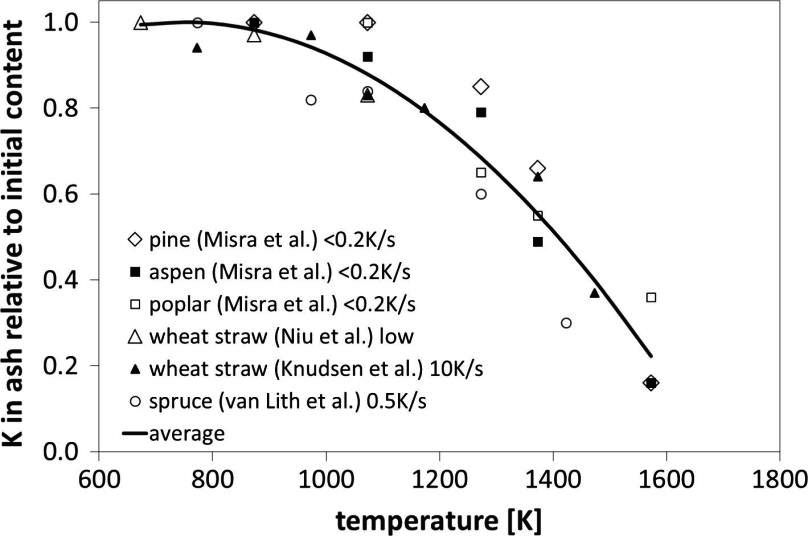 K in ash relative to initial content
1.0
0.8
0.6
0.4
0.2
0.0
pine (Misra et al.) <0.2K/s
aspen (Misra et al.) <0.2K/s
poplar (Misra et al.) <0.2K/s
wheat straw (Niu et al.) low
wheat straw (Knudsen et al.) 10K/s
spruce (van Lith et al.) 0.5K/s
average
600 800 1000 1200 1400 1600 1800
temperature [K]